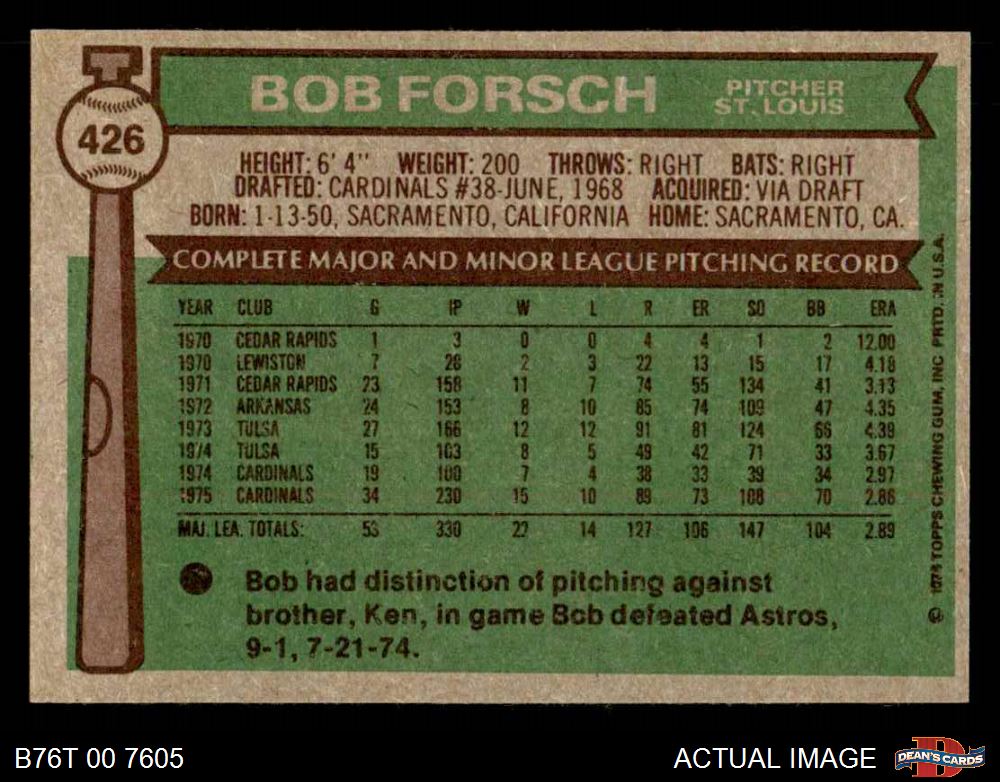 BOB FORSCH
PITCHER
ST. LOUIS
426
HEIGHT: 6' 4" WEIGHT: 200 THROWS: RIGHT BATS: RIGHT
DRAFTED: CARDINALS #38-JUNE, 1968 ACQUIRED: VIA DRAFT
BORN: 1-13-50, SACRAMENTO, CALIFORNIA HOME: SACRAMENTO, CA.
COMPLETE MAJOR AND MINOR LEAGUE PITCHING RECORD
YEAR CLUB G IP W L R ER SO BB ERA
1970 CEDAR RAPIDS 1 3 0 0 4 4 1 2 12.00
1970 LEWISTON 7 28 2 3 22 13 15 17 4.18
1971 CEDAR RAPIDS 23 158 11 7 74 55 134 41 3.13
1972 ARKANSAS 24 153 8 10 85 74 109 47 4.35
1973 TULSA 27 166 12 12 91 81 124 66 4.39
1974 TULSA 15 103 8 5 49 42 71 33 3.67
1974 CARDINALS 19 100 7 4 38 33 39 34 2.97
1975 CARDINALS 34 230 15 10 89 73 108 70 2.86
MAJ. LEA. TOTALS: 53 330 22 14 127 106 147 104 2.89
Bob had distinction of pitching against
brother, Ken, in game Bob defeated Astros,
9-1, 7-21-74.
© 1976 TOPPS CHEWING GUM, INC. PRTD. IN U.S.A.
B76T 00 7605
ACTUAL IMAGE
D
DEAN'S CARDS